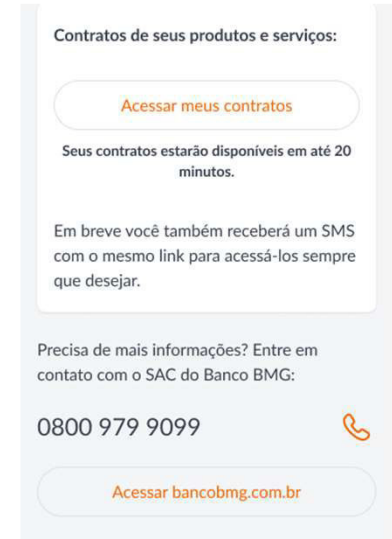 Contratos de seus produtos e serviços:
Acessar meus contratos
Seus contratos estarão disponíveis em até 20
minutos.
Em breve você também receberá um SMS
com o mesmo link para acessá-los sempre
que desejar.
Precisa de mais informações? Entre em
contato com o SAC do Banco BMG:
0800 979 9099
Acessar bancobmg.com.br